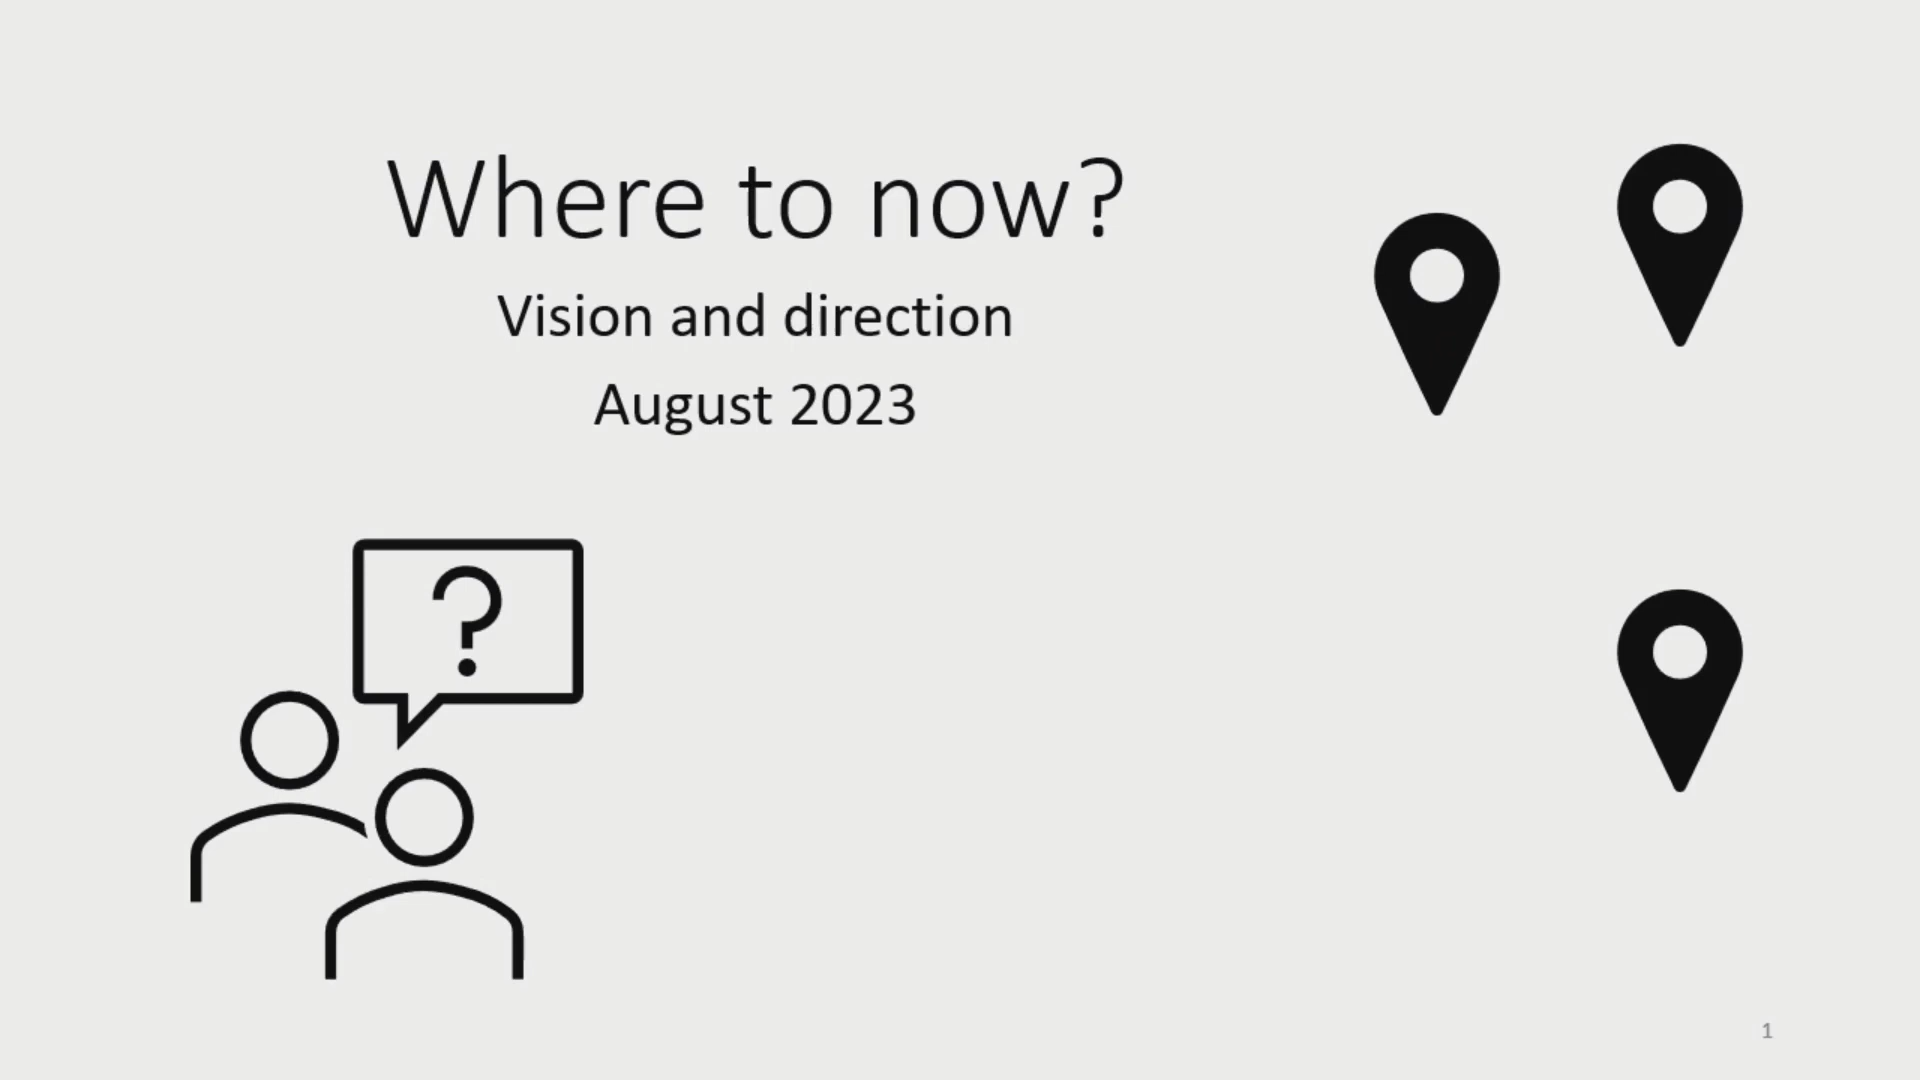 Where to now?
Vision and direction
August 2023
?
1